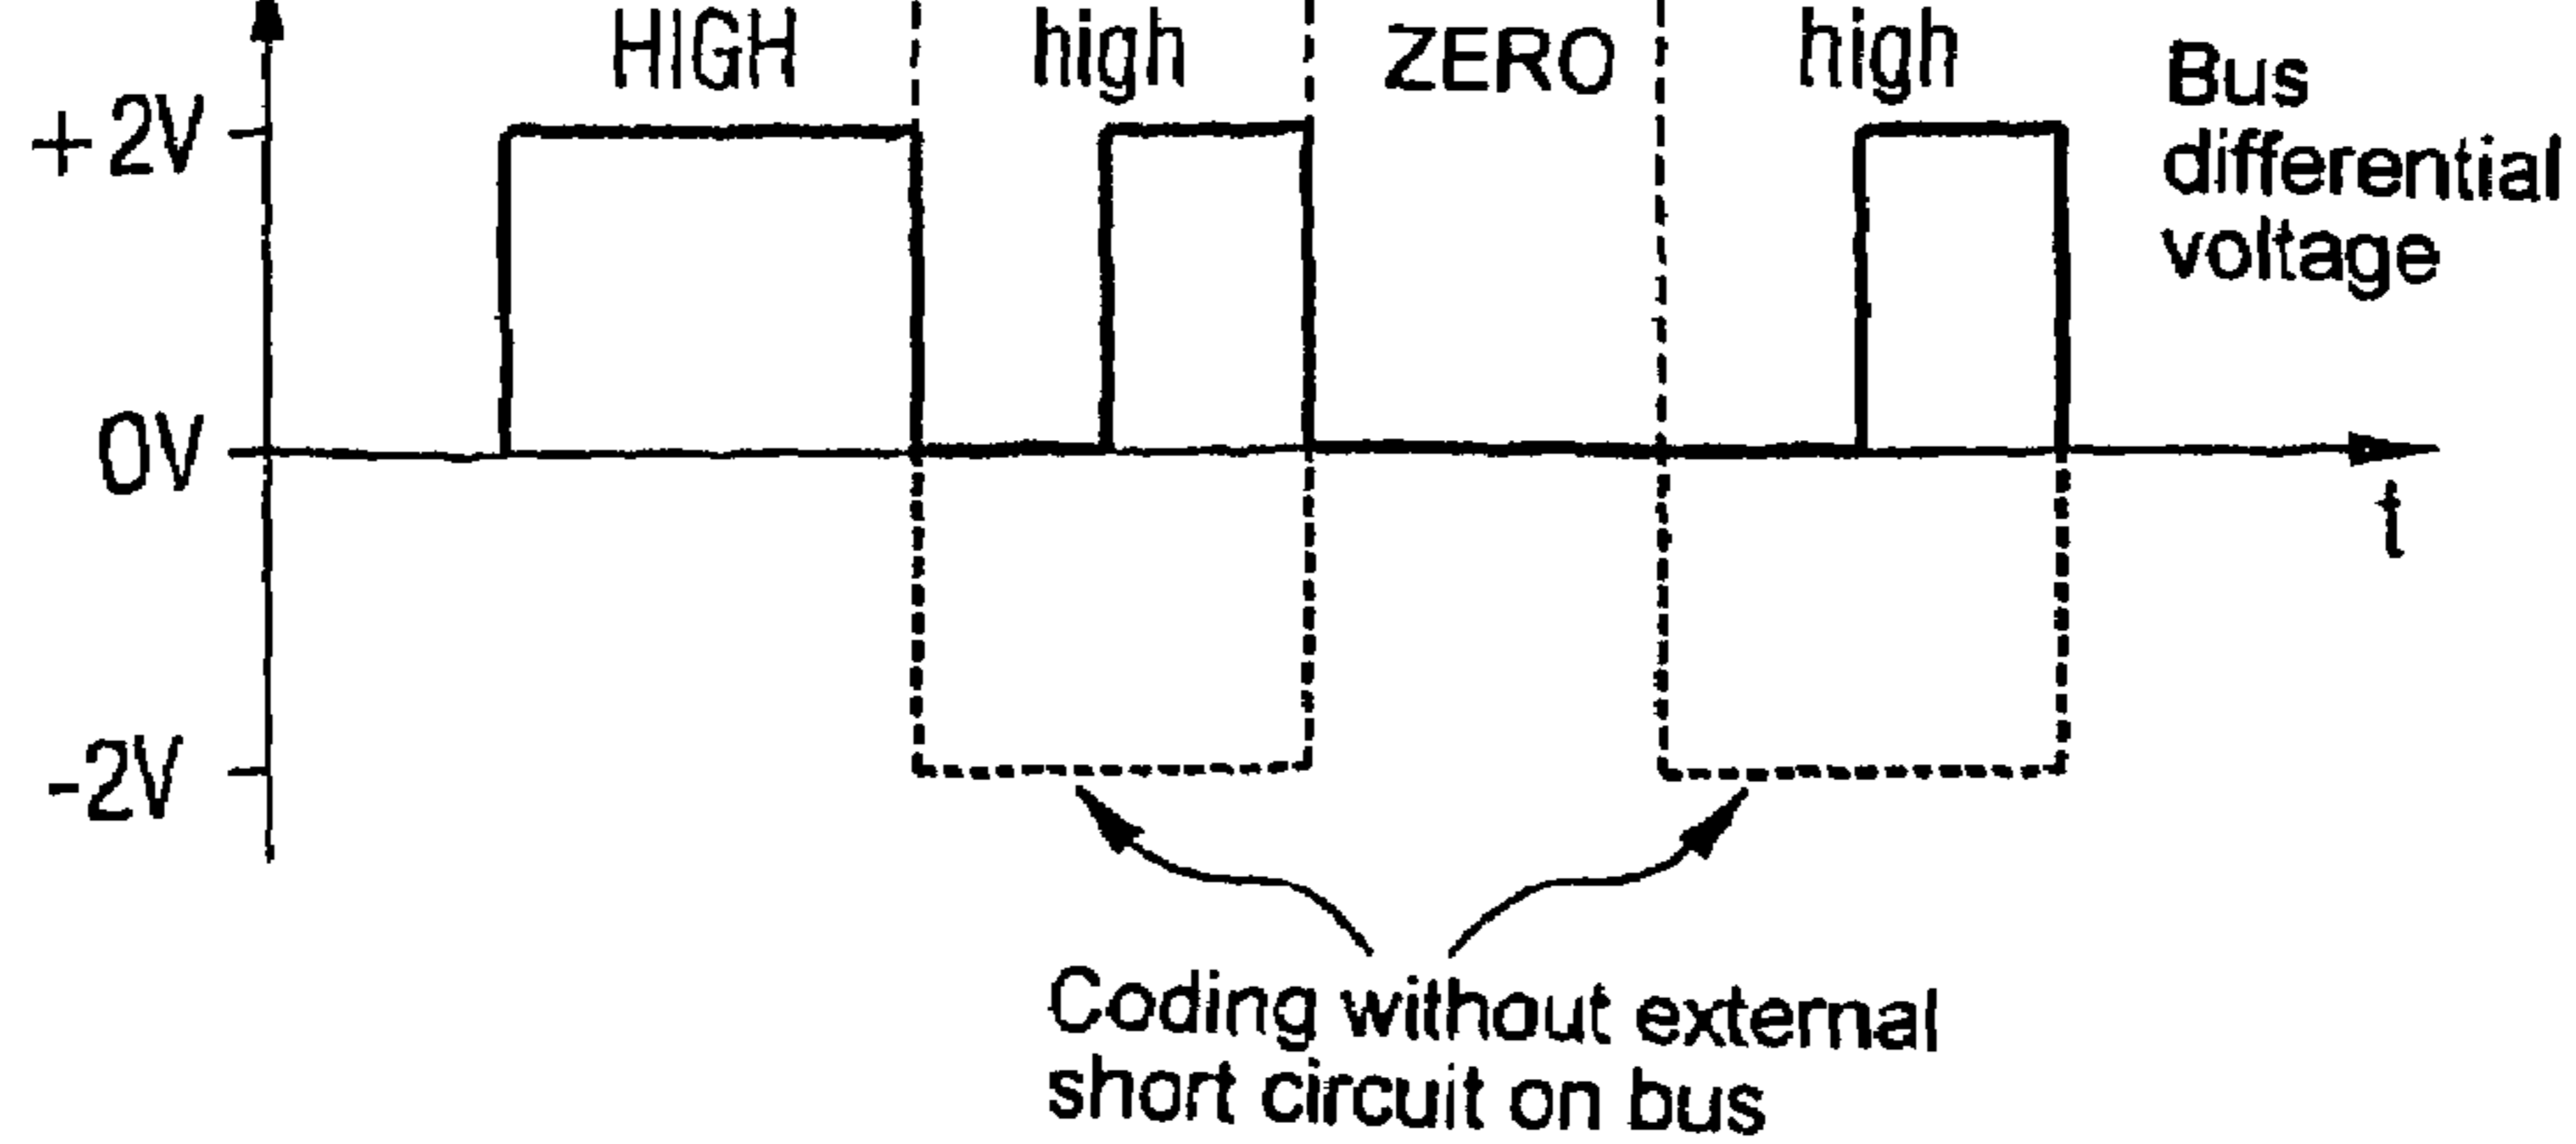 HIGH
high
ZERO
high
Bus
differential
voltage
+2V
0V
-2V
t
Coding without external
short circuit on bus